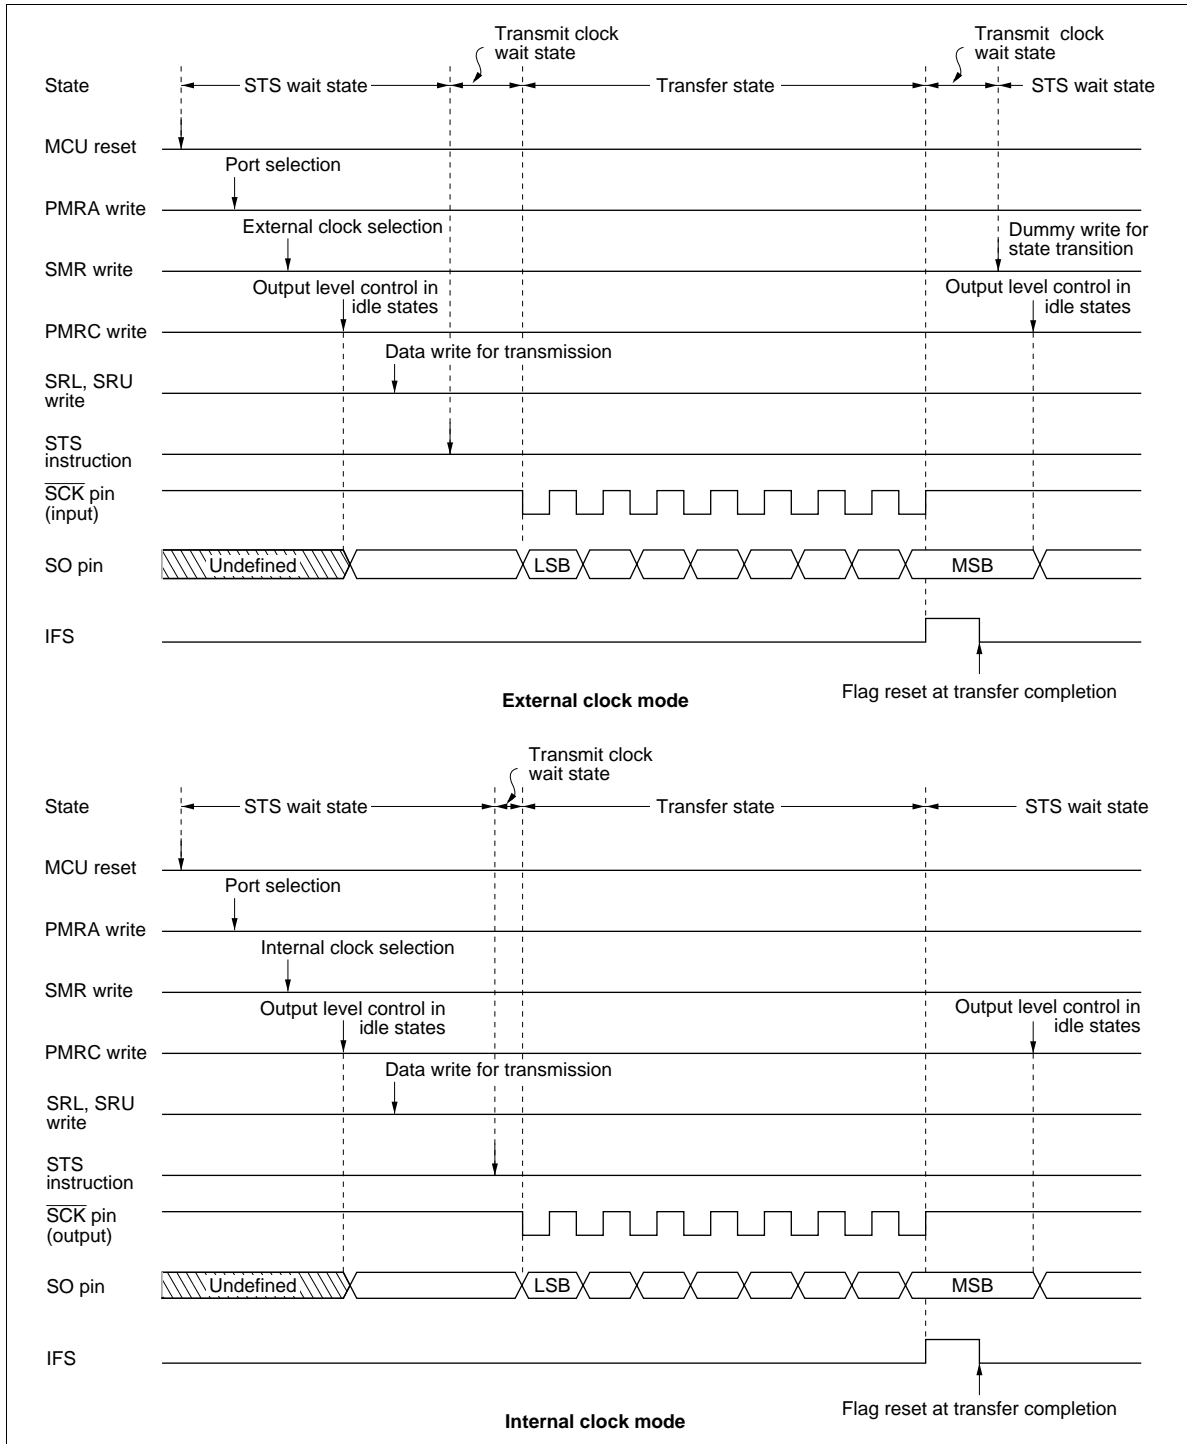 Transmit clock
wait state
Transmit clock
wait state
State
STS wait state
Transfer state
STS wait state
MCU reset
Port selection
PMRA write
External clock selection
Dummy write for
state transition
SMR write
Output level control in
idle states
Output level control in
idle states
PMRC write
Data write for transmission
SRL, SRU
write
STS
instruction
SCK pin
(input)
SO pin
Undefined
LSB
MSB
IFS
Flag reset at transfer completion
External clock mode
Transmit clock
wait state
State
STS wait state
Transfer state
STS wait state
MCU reset
Port selection
PMRA write
Internal clock selection
SMR write
Output level control in
idle states
Output level control in
idle states
PMRC write
Data write for transmission
SRL, SRU
write
STS
instruction
SCK pin
(output)
SO pin
Undefined
LSB
MSB
IFS
Flag reset at transfer completion
Internal clock mode